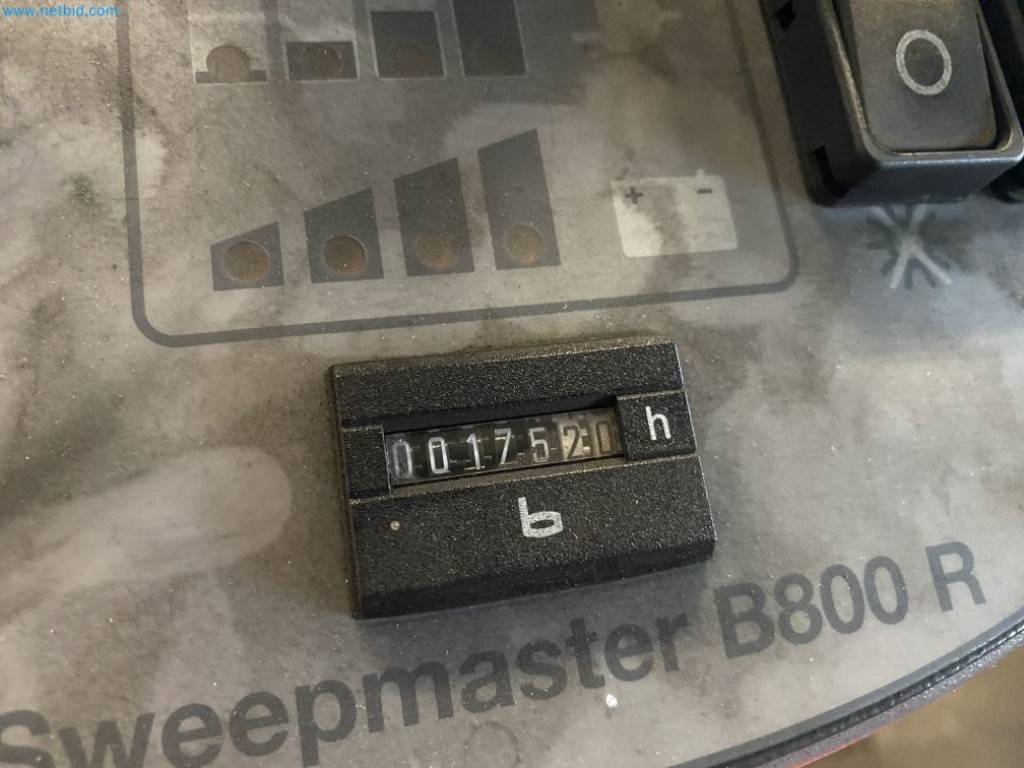 www.netbid.com
+ -
0017520 h
b
Sweepmaster B800 R